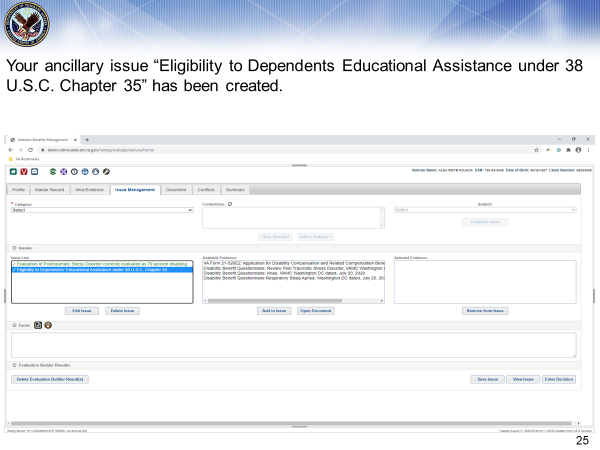 Your ancillary issue “Eligibility to Dependents Educational Assistance under 38
U.S.C. Chapter 35” has been created.
Veterans Benefits Management
VA Bookmarks
Profile Master Record Intro/Evidence Issue Management Document Conflicts Summary
* Category: Contentions: Subject:
Select Select
Clear Selected Add to Subject Establish Issue
Issues:
Issue List: Available Evidence: Selected Evidence:
✓ Evaluation of Posttraumatic Stress Disorder currently evaluated as 70 percent disabling
✓ Eligibility to Dependents' Educational Assistance under 38 U.S.C. Chapter 35
VA Form 21-526EZ: Application for Disability Compensation and Related Compensation Bene
Disability Benefit Questionnaire: Review Post Traumatic Stress Disorder, VAMC Washington
Disability Benefit Questionnaire: Knee, VAMC Washington DC dated, July 20, 2020
Disability Benefit Questionnaire:Respiratory Sleep Apnea, Washington DC dated, July 20, 20
Edit Issue Delete Issue Add to Issue Open Document Remove from Issue
Facts:
Evaluation Builder Results:
Delete Evaluation Builder Result(s) Save Issue View Issue Enter Decision
25